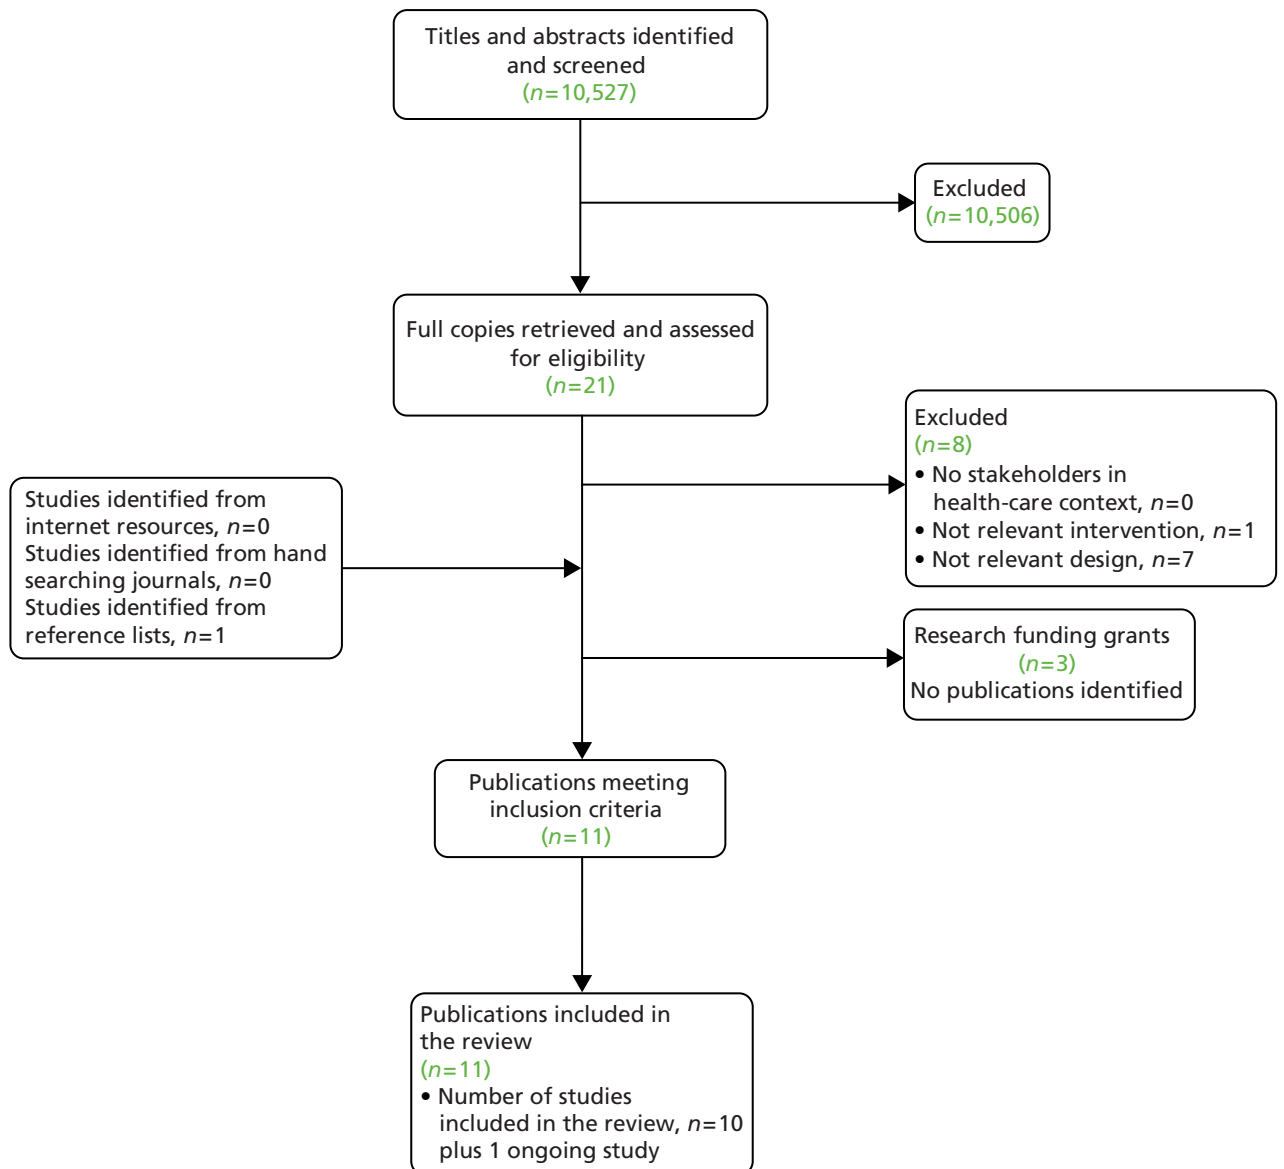 Titles and abstracts identified
and screened
(n=10,527)
Excluded
(n=10,506)
Full copies retrieved and assessed
for eligibility
(n=21)
Excluded
(n=8)
• No stakeholders in
health-care context, n=0
• Not relevant intervention, n=1
• Not relevant design, n=7
Studies identified from
internet resources, n=0
Studies identified from hand
searching journals, n=0
Studies identified from
reference lists, n=1
Research funding grants
(n=3)
No publications identified
Publications meeting
inclusion criteria
(n=11)
Publications included in
the review
(n=11)
• Number of studies
included in the review, n=10
plus 1 ongoing study